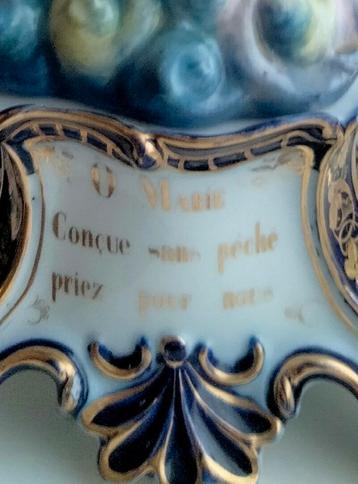 O MARIE
Conçue sans péché
priez pour nous